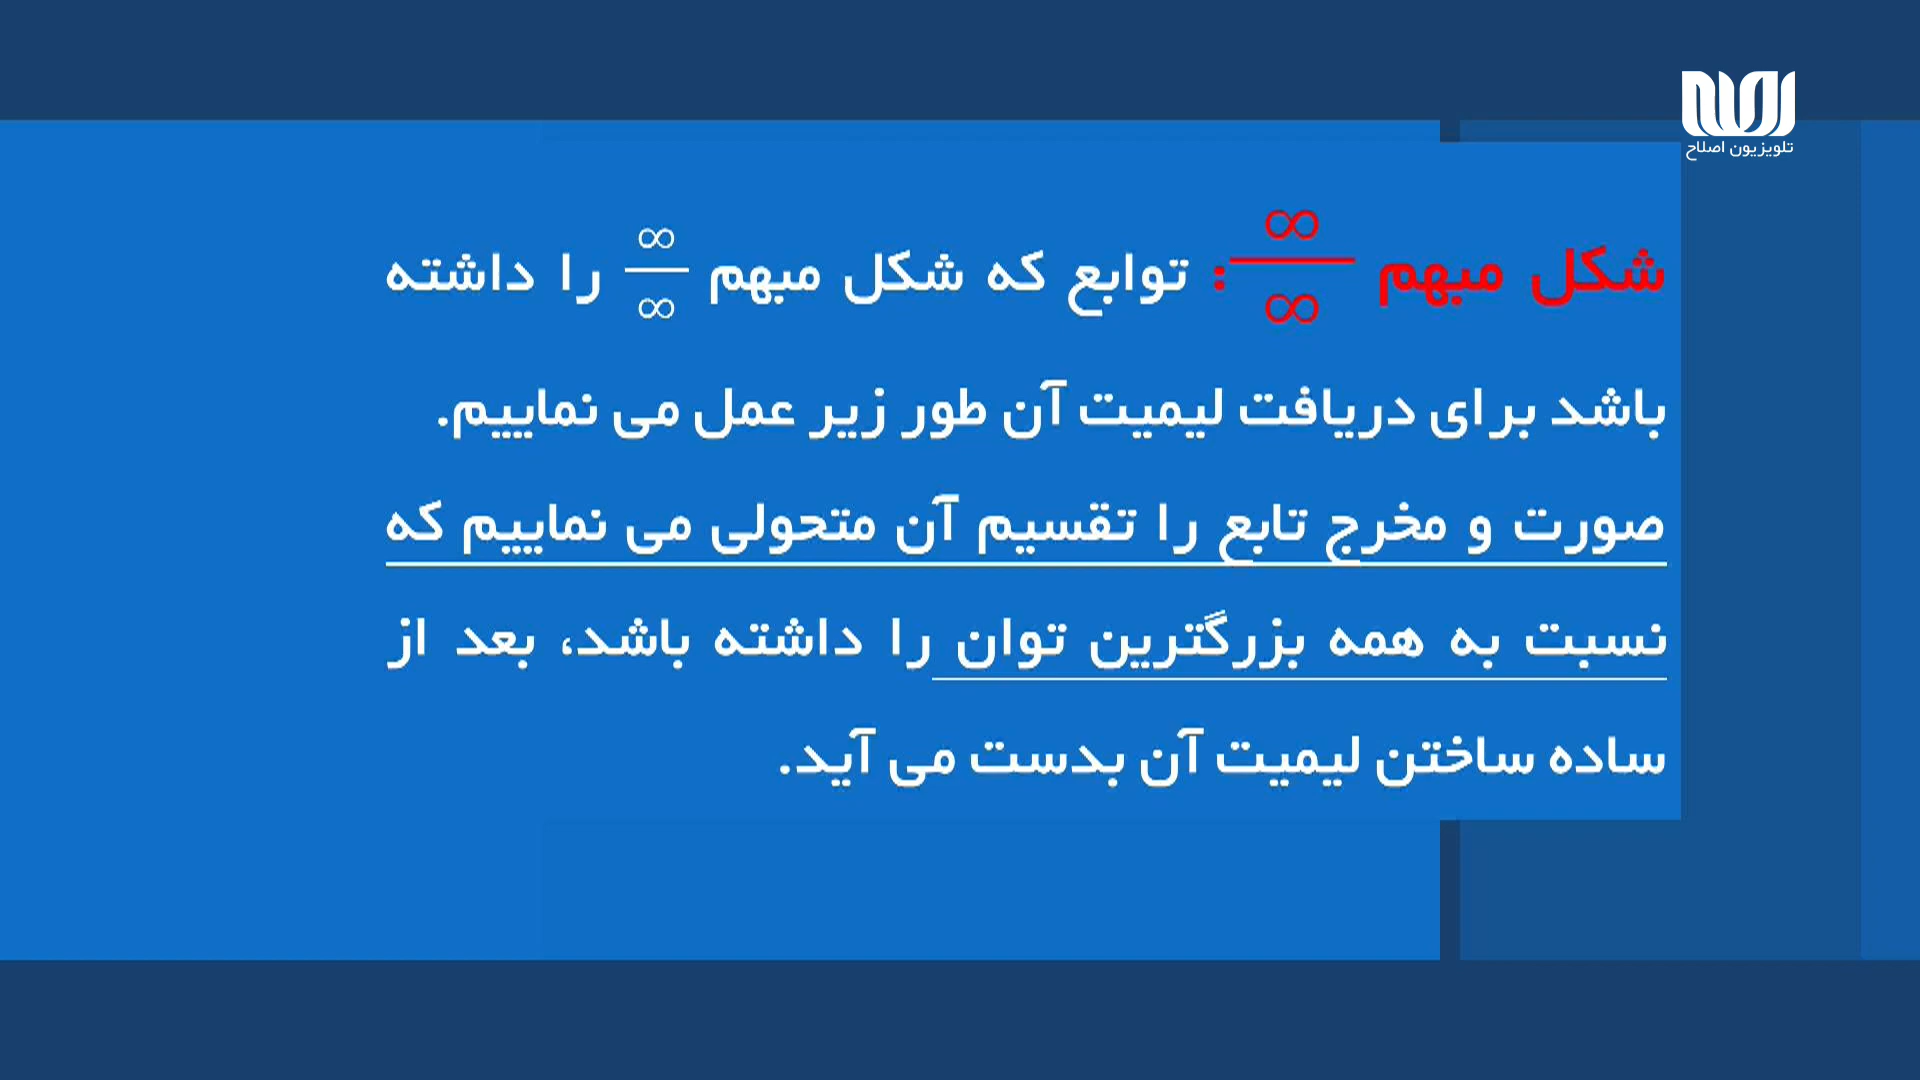 تلویزیون اصلاح
شکل مبهم ∞/∞: توابع که شکل مبهم ∞/∞ را داشته
باشد برای دریافت لیمیت آن طور زیر عمل می نماییم.
صورت و مخرج تابع را تقسیم آن متحولی می نماییم که
نسبت به همه بزرگترین توان را داشته باشد، بعد از
ساده ساختن لیمیت آن بدست می آید.